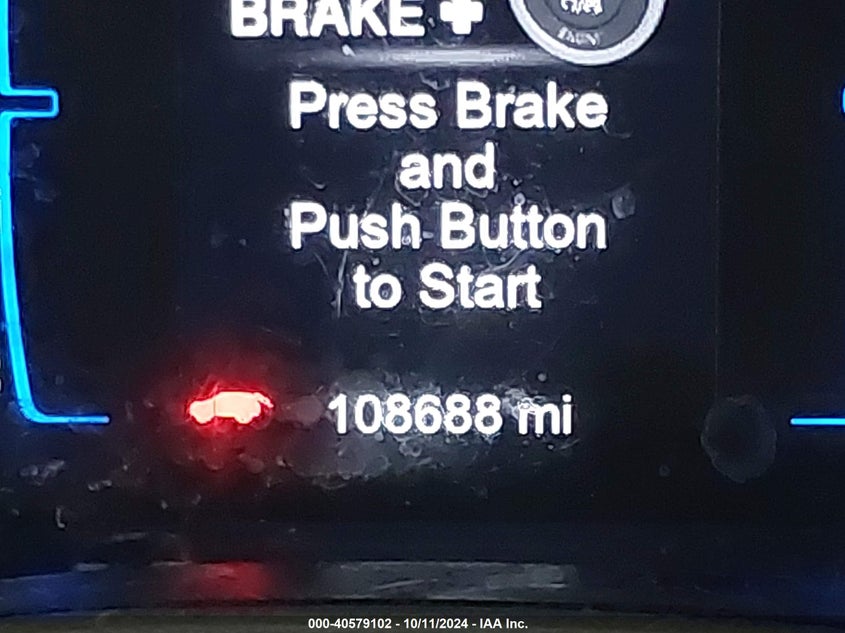 BRAKE +
Press Brake
and
Push Button
to Start
108688 mi
000-40579102 - 10/11/2024 - IAA Inc.